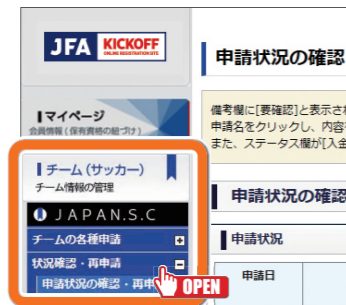 JFA KICKOFF
ONLINE REGISTRATION SITE
申請状況の確認
マイページ
会員情報(保有資格の紐づけ)
備考欄に[要確認]と表示さ
申請名をクリックし、内容
また、ステータス欄が[入金
チーム(サッカー)
チーム情報の管理
JAPAN.S.C
チームの各種申請
状況確認・再申請
申請状況の確認・再申
OPEN
申請状況の確認
申請状況
申請日